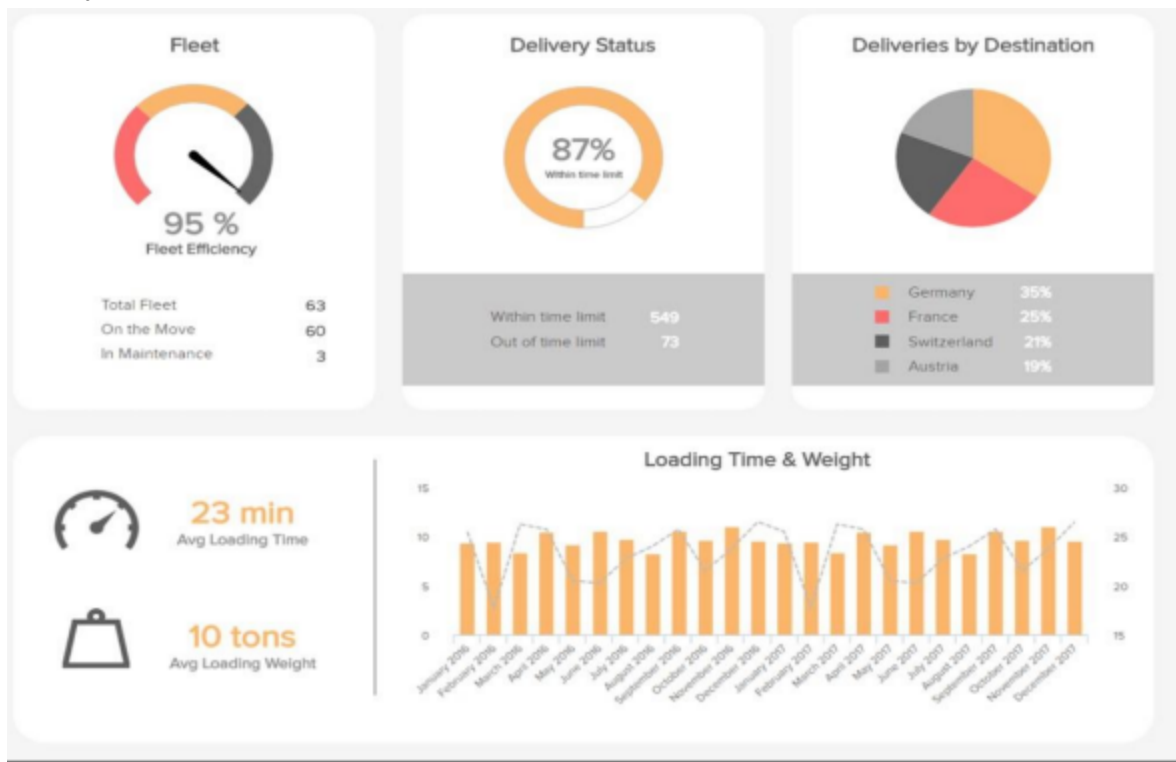 Fleet
95 %
Fleet Efficiency
Total Fleet 63
On the Move 60
In Maintenance 3
Delivery Status
87%
Within time limit
Within time limit 549
Out of time limit 73
Deliveries by Destination
Germany 35%
France 25%
Switzerland 21%
Austria 19%
23 min
Avg Loading Time
10 tons
Avg Loading Weight
Loading Time & Weight
15 30
10 25
5 20
0 15
January 2016 February 2016 March 2016 April 2016 May 2016 June 2016 July 2016 August 2016 September 2016 October 2016 November 2016 December 2016 January 2017 February 2017 March 2017 April 2017 May 2017 June 2017 July 2017 August 2017 September 2017 October 2017 November 2017 December 2017